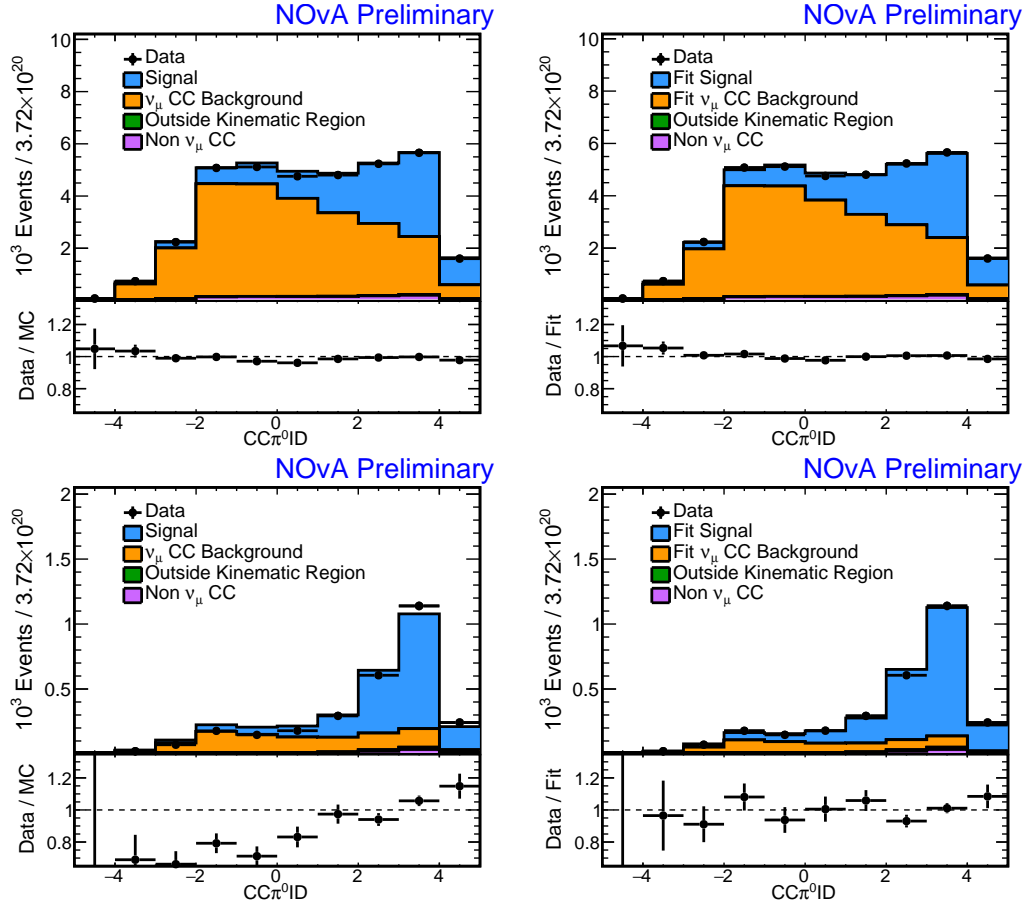 NOvA Preliminary
10
8
6
4
2
10³ Events / 3.72×10²⁰
Data
Signal
νμ CC Background
Outside Kinematic Region
Non νμ CC
1.2
1
0.8
Data / MC
−4 −2 0 2 4
CCπ⁰ID
NOvA Preliminary
10
8
6
4
2
10³ Events / 3.72×10²⁰
Data
Fit Signal
Fit νμ CC Background
Outside Kinematic Region
Non νμ CC
1.2
1
0.8
Data / Fit
−4 −2 0 2 4
CCπ⁰ID
NOvA Preliminary
2
1.5
1
0.5
10³ Events / 3.72×10²⁰
Data
Signal
νμ CC Background
Outside Kinematic Region
Non νμ CC
1.2
1
0.8
Data / MC
−4 −2 0 2 4
CCπ⁰ID
NOvA Preliminary
2
1.5
1
0.5
10³ Events / 3.72×10²⁰
Data
Fit Signal
Fit νμ CC Background
Outside Kinematic Region
Non νμ CC
1.2
1
0.8
Data / Fit
−4 −2 0 2 4
CCπ⁰ID